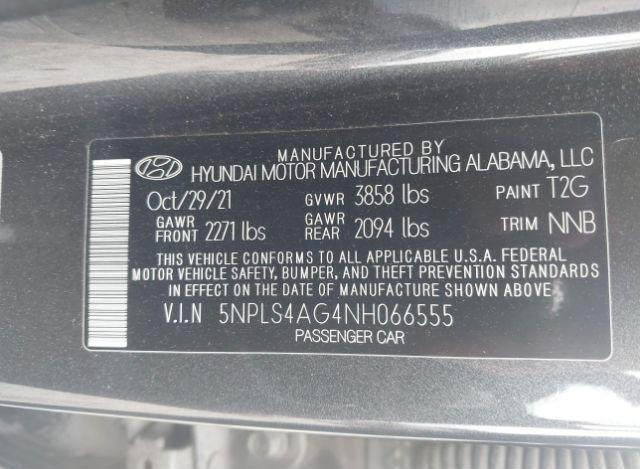 MANUFACTURED BY
HYUNDAI MOTOR MANUFACTURING ALABAMA, LLC
Oct/29/21 GVWR 3858 lbs PAINT T2G
GAWR FRONT 2271 lbs GAWR REAR 2094 lbs TRIM NNB
THIS VEHICLE CONFORMS TO ALL APPLICABLE U.S.A. FEDERAL
MOTOR VEHICLE SAFETY, BUMPER, AND THEFT PREVENTION STANDARDS
IN EFFECT ON THE DATE OF MANUFACTURE SHOWN ABOVE.
V.I.N 5NPLS4AG4NH066555
PASSENGER CAR